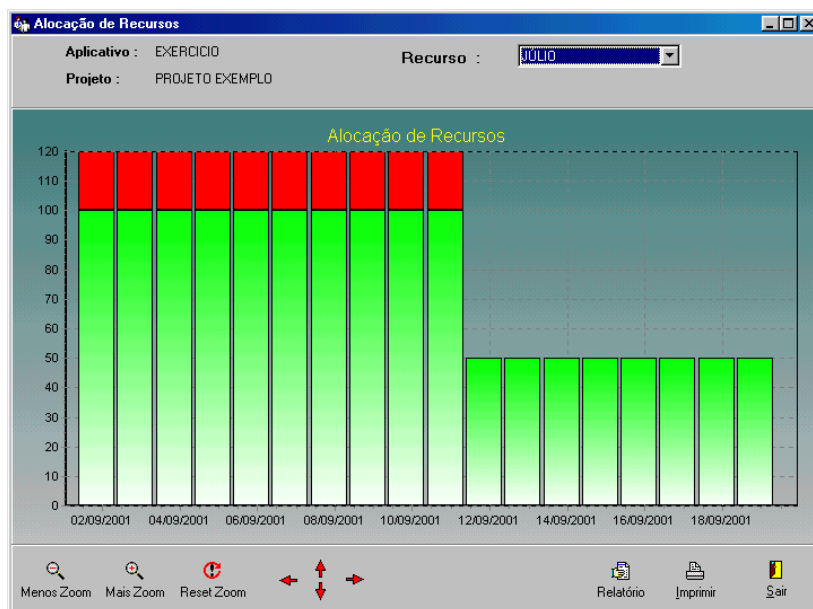 Alocação de Recursos
Aplicativo : EXERCICIO
Recurso : JÚLIO
Projeto : PROJETO EXEMPLO
Alocação de Recursos
120
110
100
90
80
70
60
50
40
30
20
10
0
02/09/2001 04/09/2001 06/09/2001 08/09/2001 10/09/2001 12/09/2001 14/09/2001 16/09/2001 18/09/2001
Menos Zoom Mais Zoom Reset Zoom Relatório Imprimir Sair